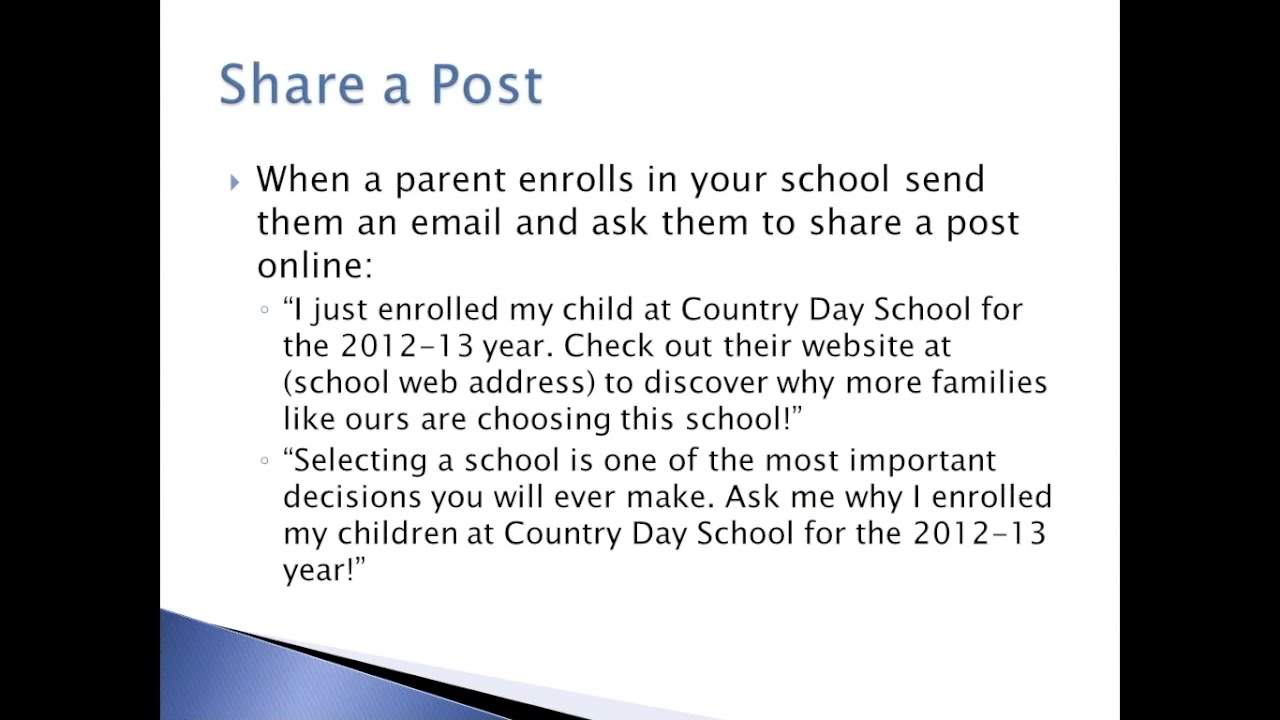 Share a Post
When a parent enrolls in your school send
them an email and ask them to share a post
online:
“I just enrolled my child at Country Day School for
the 2012-13 year. Check out their website at
(school web address) to discover why more families
like ours are choosing this school!”
“Selecting a school is one of the most important
decisions you will ever make. Ask me why I enrolled
my children at Country Day School for the 2012-13
year!”